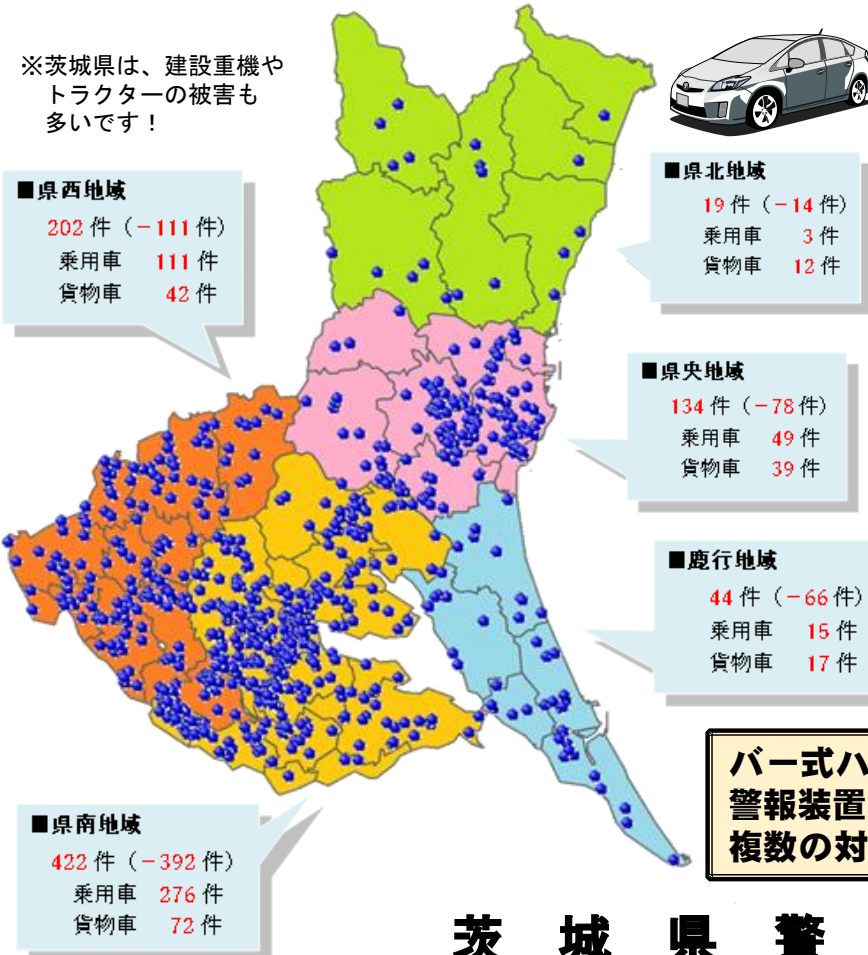 ※茨城県は、建設重機や
トラクターの被害も
多いです！
■県西地域
202件（－111件）
乗用車 111件
貨物車 42件
■県北地域
19件（－14件）
乗用車 3件
貨物車 12件
■県央地域
134件（－78件）
乗用車 49件
貨物車 39件
■鹿行地域
44件（－66件）
乗用車 15件
貨物車 17件
バー式ハ
警報装置
複数の対
■県南地域
422件（－392件）
乗用車 276件
貨物車 72件
茨城県警